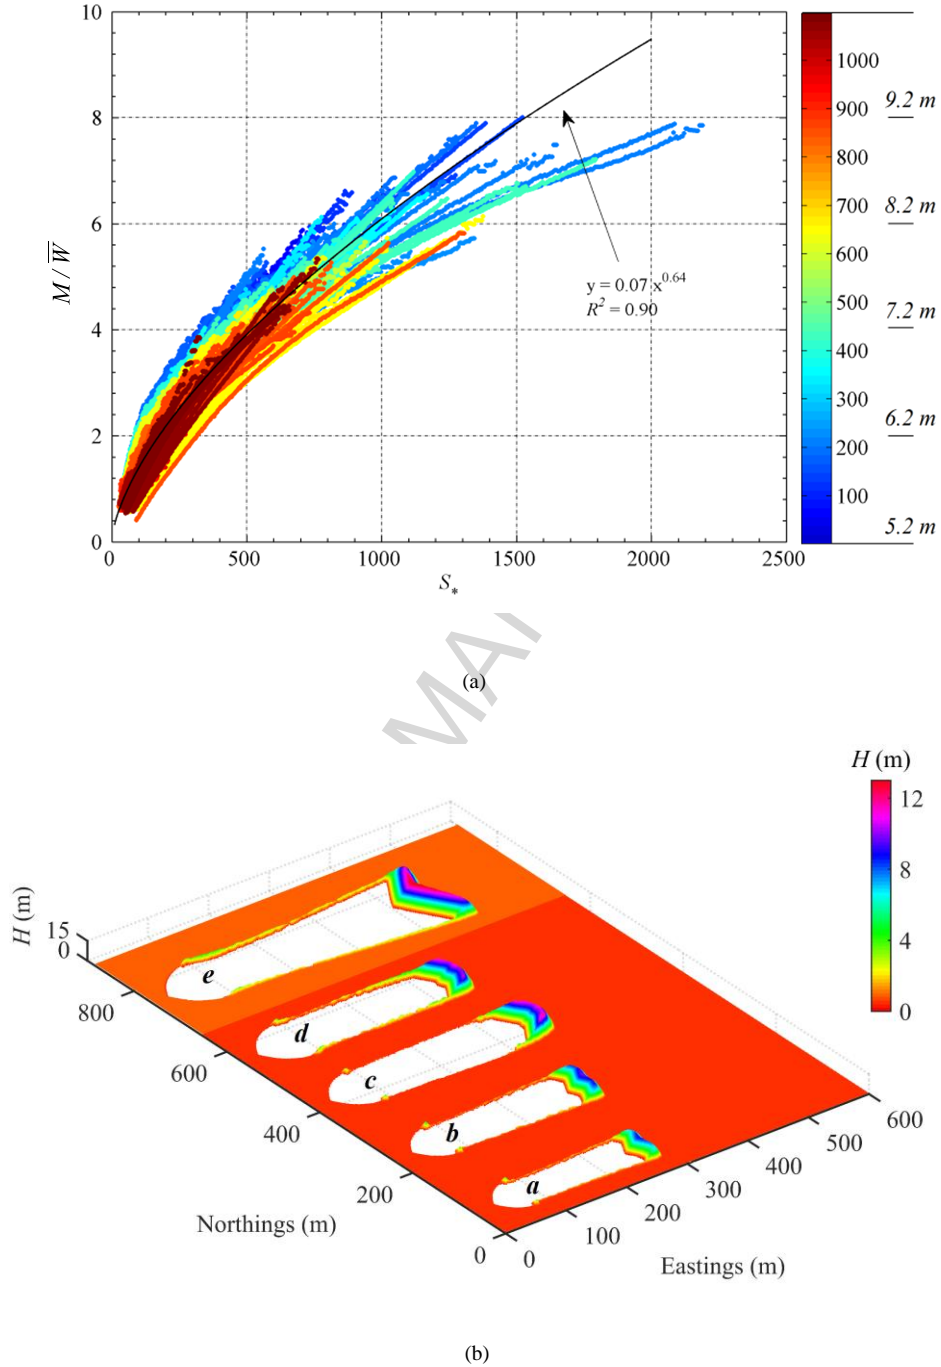 10
8
6
4
2
0
M / W̅
0
500
1000
1500
2000
2500
S*
y = 0.07 x^0.64
R² = 0.90
1000
900
800
700
600
500
400
300
200
100
9.2 m
8.2 m
7.2 m
6.2 m
5.2 m
MAN
(a)
H (m)
12
8
4
0
H (m)
15
0
800
600
400
200
0
Northings (m)
0
100
200
300
400
500
600
Eastings (m)
e
d
c
b
a
(b)